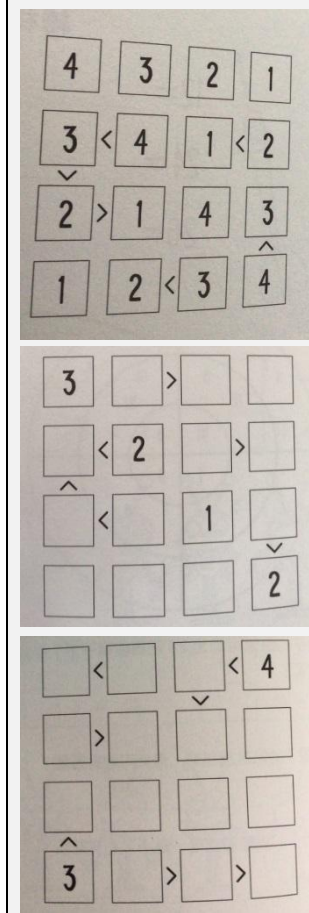 4 3 2 1
3 < 4 1 < 2
∨
2 > 1 4 3
∧
1 2 < 3 4
3 >
< 2 >
∧
< 1
∨
2
< < 4
∨
>
∧
3 > >